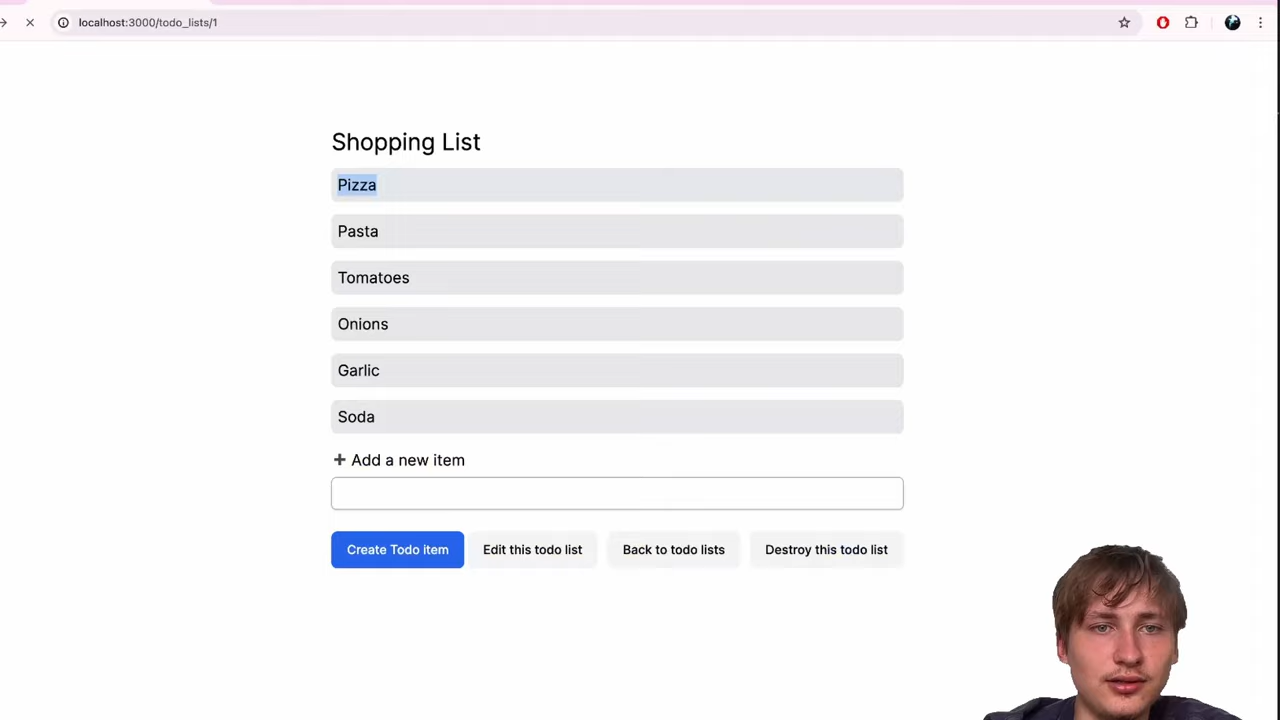 localhost:3000/todo_lists/1
Shopping List
Pizza
Pasta
Tomatoes
Onions
Garlic
Soda
+ Add a new item
Create Todo item Edit this todo list Back to todo lists Destroy this todo list